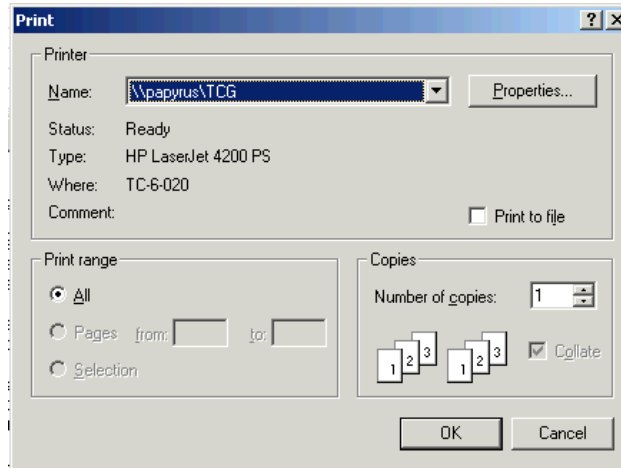 Print
Printer
Name: \\papyrus\TCG Properties...
Status: Ready
Type: HP LaserJet 4200 PS
Where: TC-6-020
Comment: Print to file
Print range
All
Pages from: to:
Selection
Copies
Number of copies: 1
1 2 3 1 2 3 Collate
OK Cancel